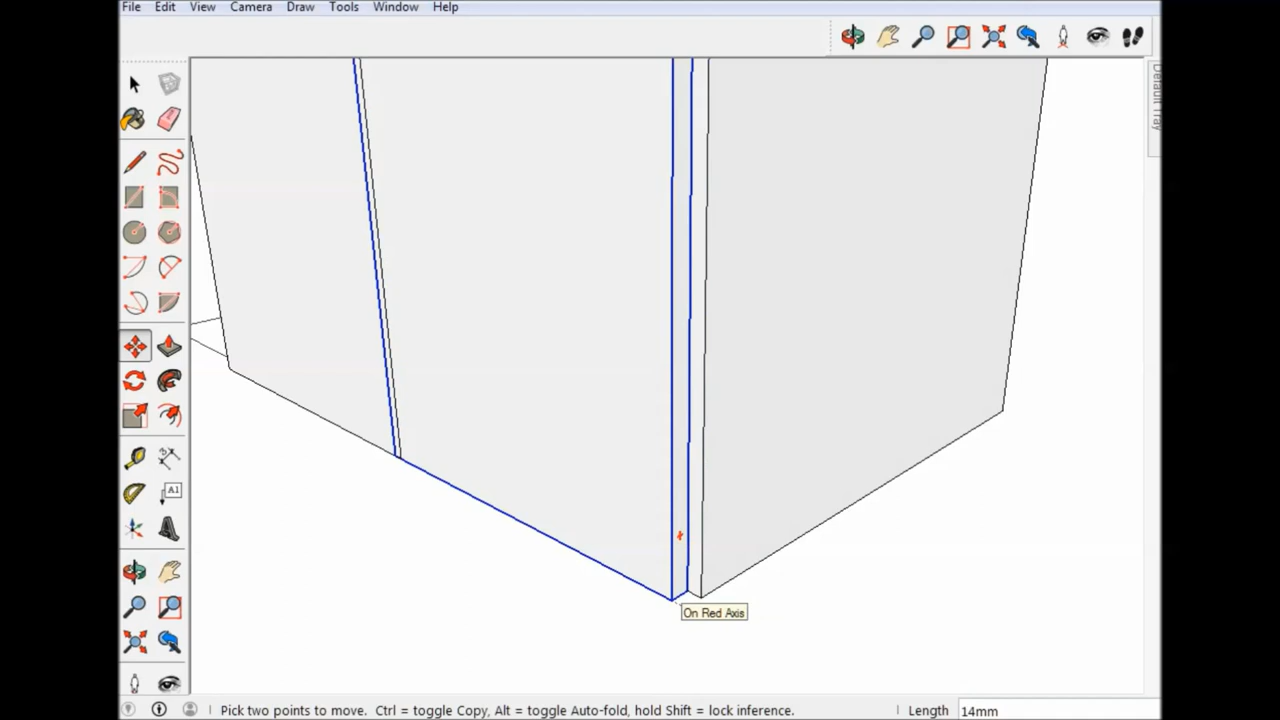 File Edit View Camera Draw Tools Window Help
Default Tray
A1
On Red Axis
Pick two points to move. Ctrl = toggle Copy, Alt = toggle Auto-fold, hold Shift = lock inference. Length 14mm